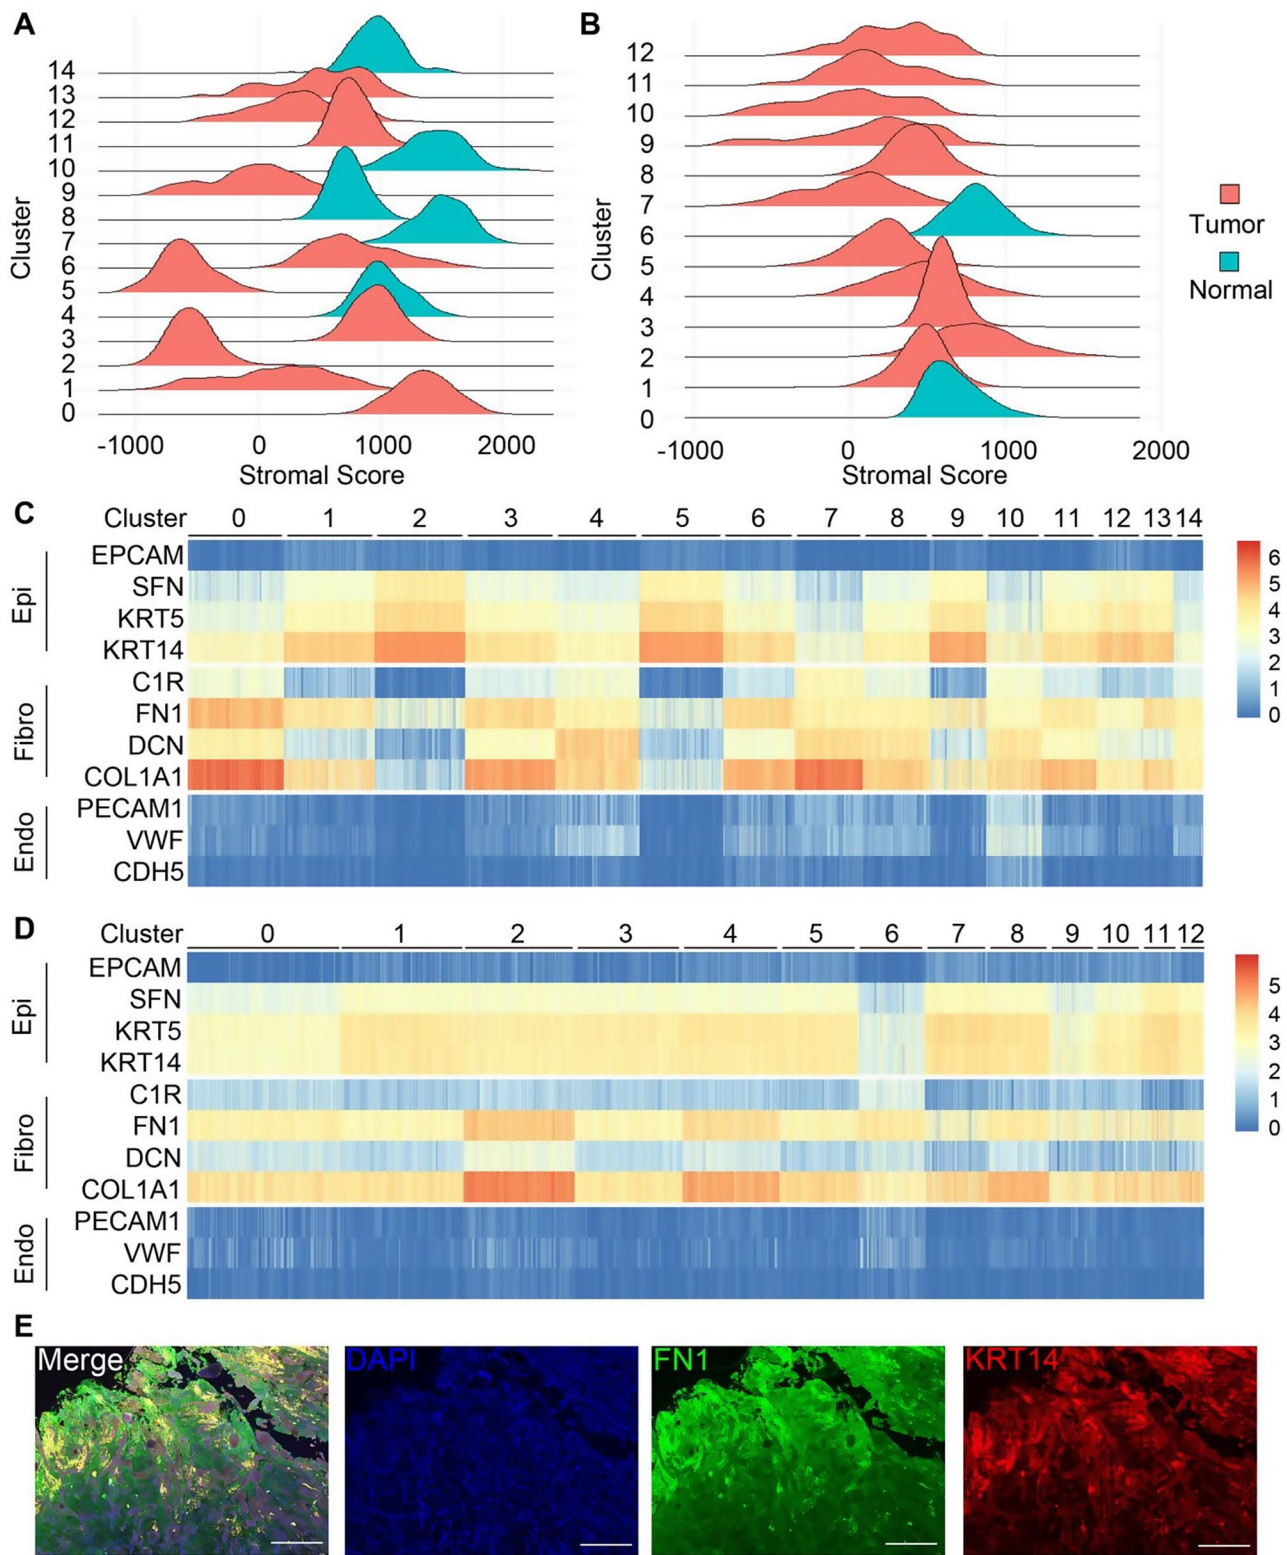 A
B
14
13
12
11
10
9
8
7
6
5
4
3
2
1
0
Cluster
-1000 0 1000 2000
Stromal Score
12
11
10
9
8
7
6
5
4
3
2
1
0
Cluster
-1000 0 1000 2000
Stromal Score
Tumor
Normal
C
Cluster 0 1 2 3 4 5 6 7 8 9 10 11 12 13 14
Epi
EPCAM
SFN
KRT5
KRT14
Fibro
C1R
FN1
DCN
COL1A1
Endo
PECAM1
VWF
CDH5
6
5
4
3
2
1
0
D
Cluster 0 1 2 3 4 5 6 7 8 9 10 11 12
Epi
EPCAM
SFN
KRT5
KRT14
Fibro
C1R
FN1
DCN
COL1A1
Endo
PECAM1
VWF
CDH5
5
4
3
2
1
0
E
Merge DAPI FN1 KRT14